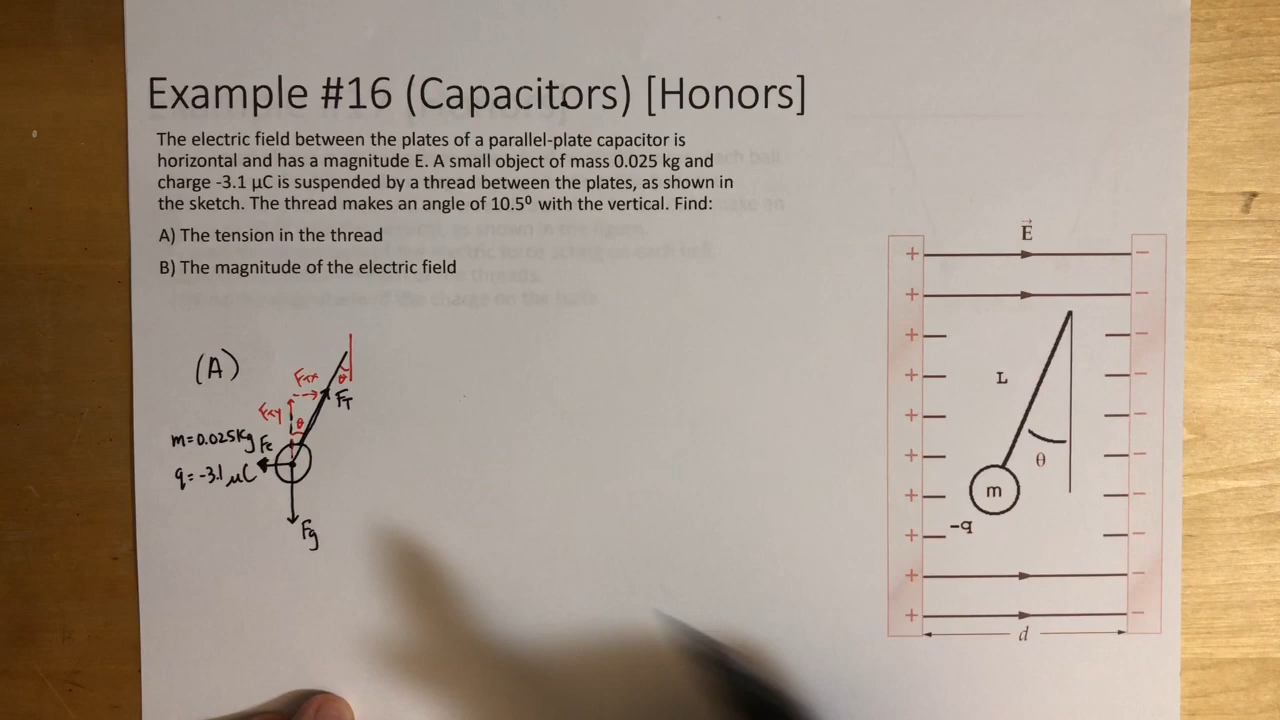 Example #16 (Capacitors) [Honors]
The electric field between the plates of a parallel-plate capacitor is
horizontal and has a magnitude E. A small object of mass 0.025 kg and
charge -3.1 µC is suspended by a thread between the plates, as shown in
the sketch. The thread makes an angle of 10.5⁰ with the vertical. Find:
A) The tension in the thread
B) The magnitude of the electric field
(A)
θ
FTx
FT
FTy
θ
m=0.025kg
FE
q=-3.1µC
Fg
E
+ -
+ -
+ -
+ -
L
+ -
+ -
θ
+ -
m
+ -
-q
+ -
+ -
d